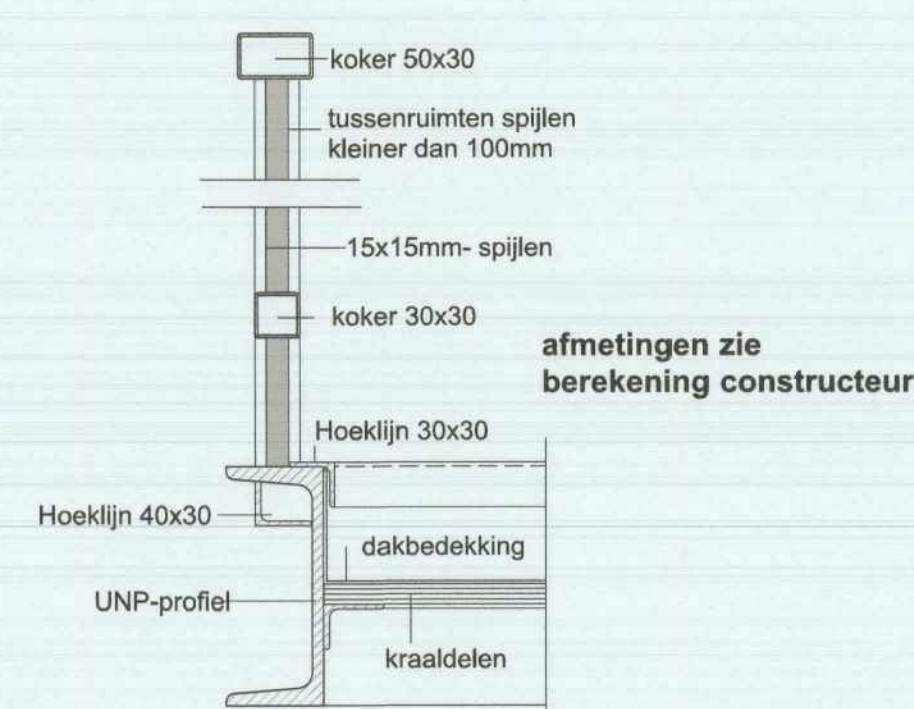 koker 50x30
tussenruimten spijlen
kleiner dan 100mm
15x15mm- spijlen
koker 30x30
afmetingen zie
berekening constructeur
Hoeklijn 30x30
Hoeklijn 40x30
dakbedekking
UNP-profiel
kraaldelen